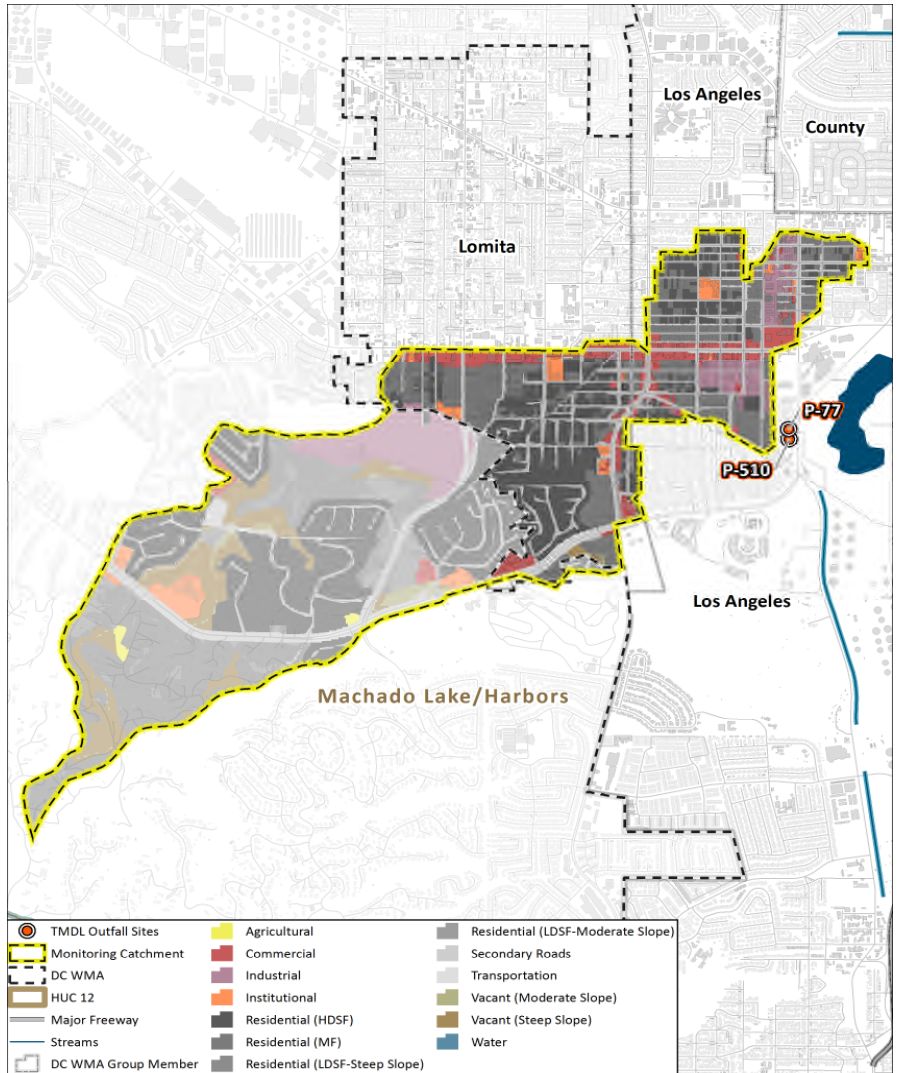 Los Angeles
County
Lomita
P-77
P-510
Los Angeles
Machado Lake/Harbors
TMDL Outfall Sites
Monitoring Catchment
DC WMA
HUC 12
Major Freeway
Streams
DC WMA Group Member
Agricultural
Commercial
Industrial
Institutional
Residential (HDSF)
Residential (MF)
Residential (LDSF-Steep Slope)
Residential (LDSF-Moderate Slope)
Secondary Roads
Transportation
Vacant (Moderate Slope)
Vacant (Steep Slope)
Water